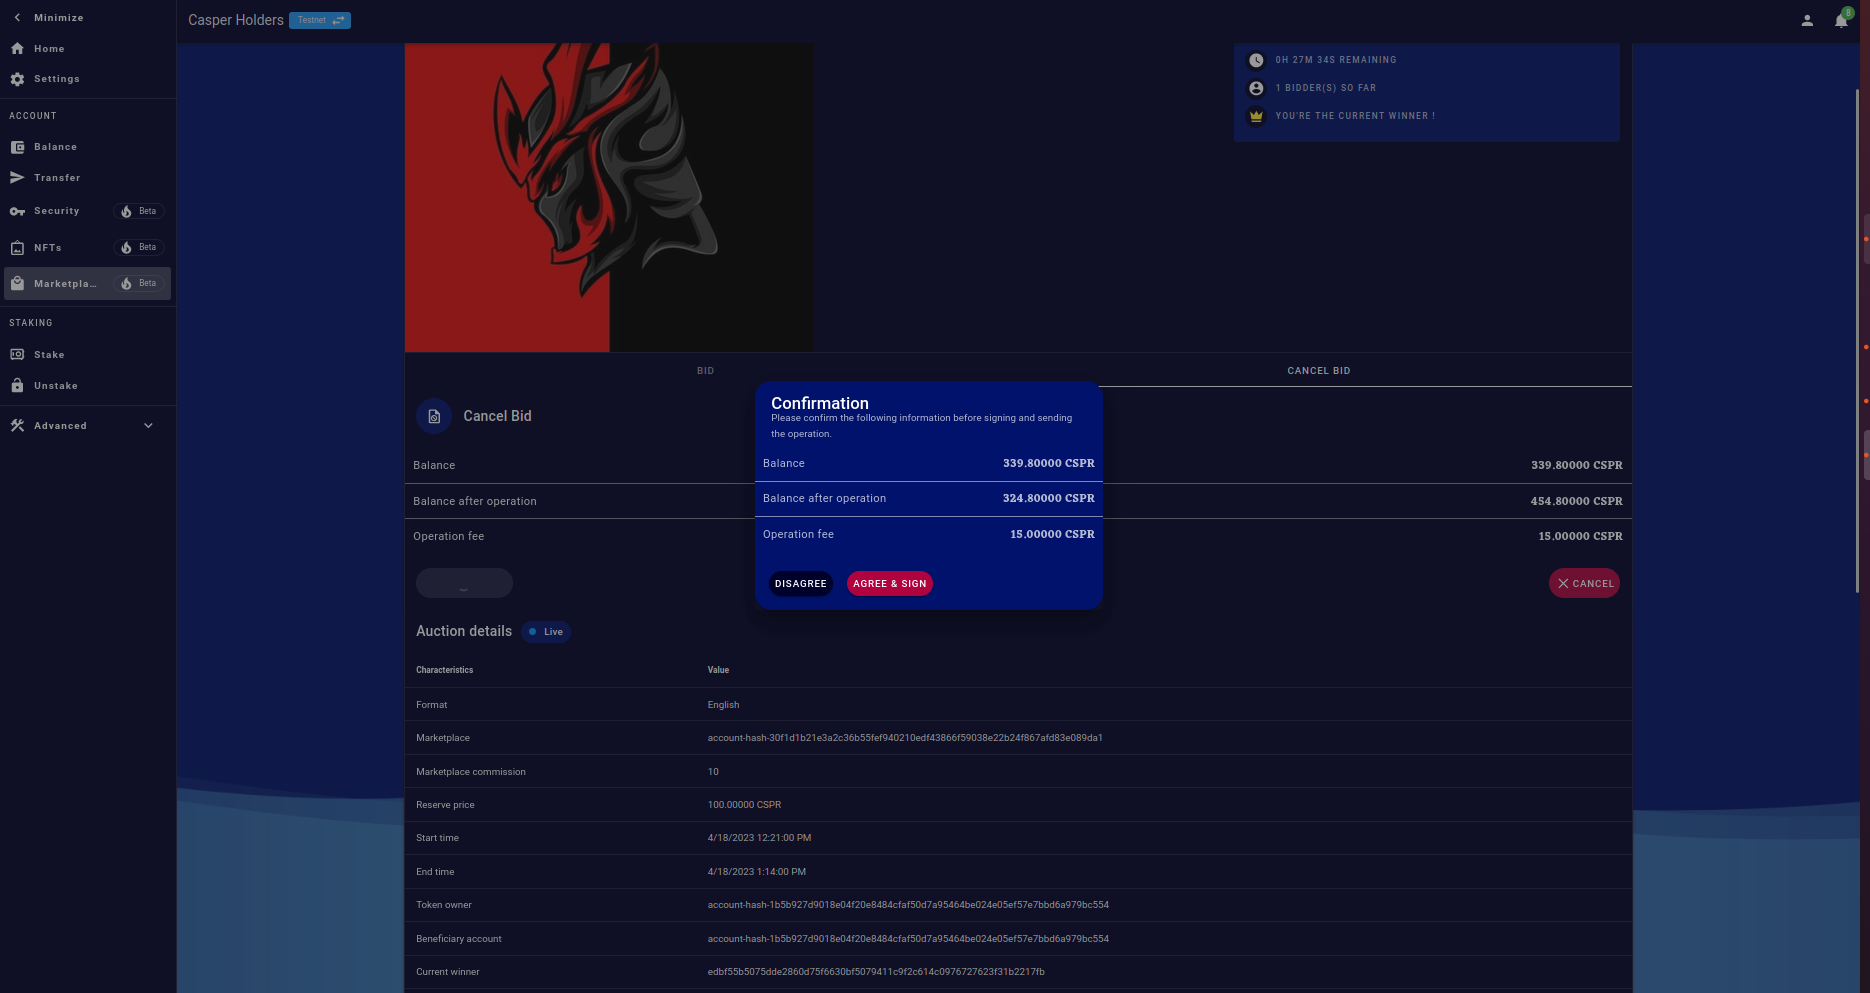 Minimize
Home
Settings
ACCOUNT
Balance
Transfer
Security Beta
NFTs Beta
Marketpla... Beta
STAKING
Stake
Unstake
Advanced
Casper Holders Testnet
8
0H 27M 34S REMAINING
1 BIDDER(S) SO FAR
YOU'RE THE CURRENT WINNER !
BID CANCEL BID
Cancel Bid
Balance 339.80000 CSPR
Balance after operation 454.80000 CSPR
Operation fee 15.00000 CSPR
CANCEL
Confirmation
Please confirm the following information before signing and sending
the operation.
Balance 339.80000 CSPR
Balance after operation 324.80000 CSPR
Operation fee 15.00000 CSPR
DISAGREE AGREE & SIGN
Auction details Live
Characteristics Value
Format English
Marketplace account-hash-30f1d1b21e3a2c36b55fef940210edf43866f59038e22b24f867afd83e089da1
Marketplace commission 10
Reserve price 100.00000 CSPR
Start time 4/18/2023 12:21:00 PM
End time 4/18/2023 1:14:00 PM
Token owner account-hash-1b5b927d9018e04f20e8484cfaf50d7a95464be024e05ef57e7bbd6a979bc554
Beneficiary account account-hash-1b5b927d9018e04f20e8484cfaf50d7a95464be024e05ef57e7bbd6a979bc554
Current winner edbf55b5075dde2860d75f6630bf5079411c9f2c614c0976727623f31b2217fb